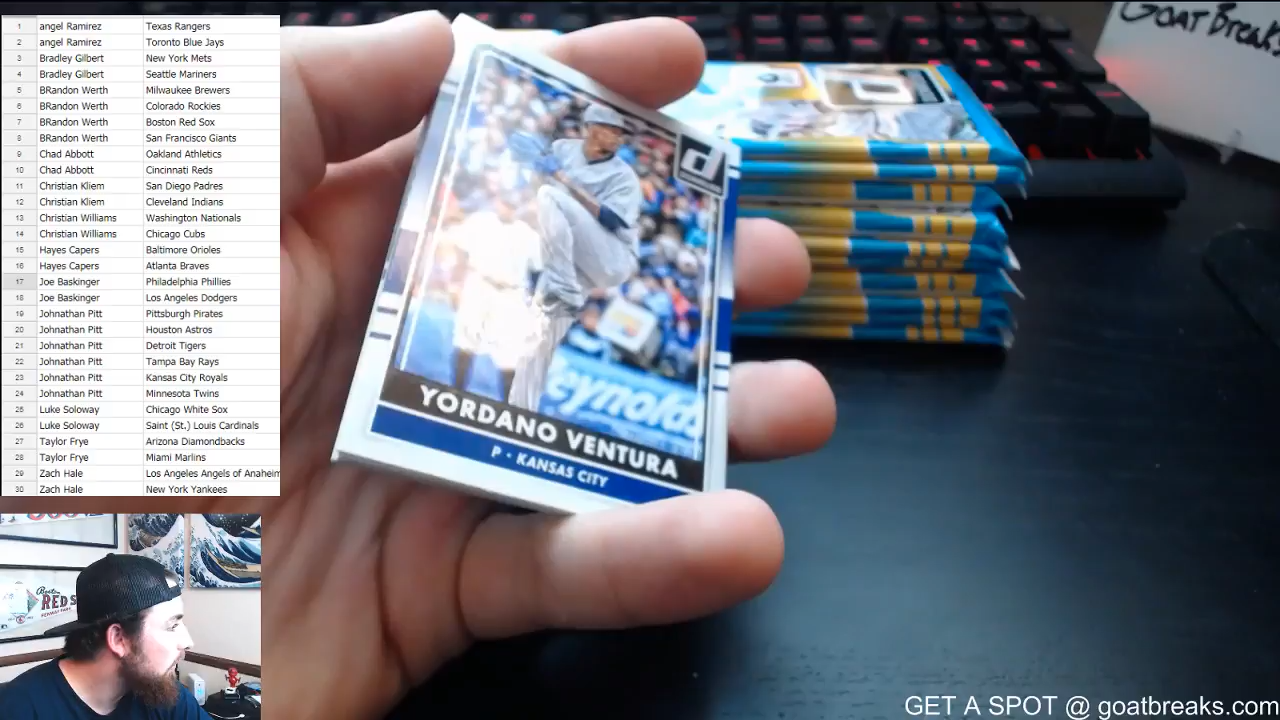 1 angel Ramirez Texas Rangers
2 angel Ramirez Toronto Blue Jays
3 Bradley Gilbert New York Mets
4 Bradley Gilbert Seattle Mariners
5 BRandon Werth Milwaukee Brewers
6 BRandon Werth Colorado Rockies
7 BRandon Werth Boston Red Sox
8 BRandon Werth San Francisco Giants
9 Chad Abbott Oakland Athletics
10 Chad Abbott Cincinnati Reds
11 Christian Kliem San Diego Padres
12 Christian Kliem Cleveland Indians
13 Christian Williams Washington Nationals
14 Christian Williams Chicago Cubs
15 Hayes Capers Baltimore Orioles
16 Hayes Capers Atlanta Braves
17 Joe Baskinger Philadelphia Phillies
18 Joe Baskinger Los Angeles Dodgers
19 Johnathan Pitt Pittsburgh Pirates
20 Johnathan Pitt Houston Astros
21 Johnathan Pitt Detroit Tigers
22 Johnathan Pitt Tampa Bay Rays
23 Johnathan Pitt Kansas City Royals
24 Johnathan Pitt Minnesota Twins
25 Luke Soloway Chicago White Sox
26 Luke Soloway Saint (St.) Louis Cardinals
27 Taylor Frye Arizona Diamondbacks
28 Taylor Frye Miami Marlins
29 Zach Hale Los Angeles Angels of Anaheim
30 Zach Hale New York Yankees
GOAT Breaks
d
eynolds
YORDANO VENTURA
P · KANSAS CITY
Boston
REDS
GET A SPOT @ goatbreaks.com